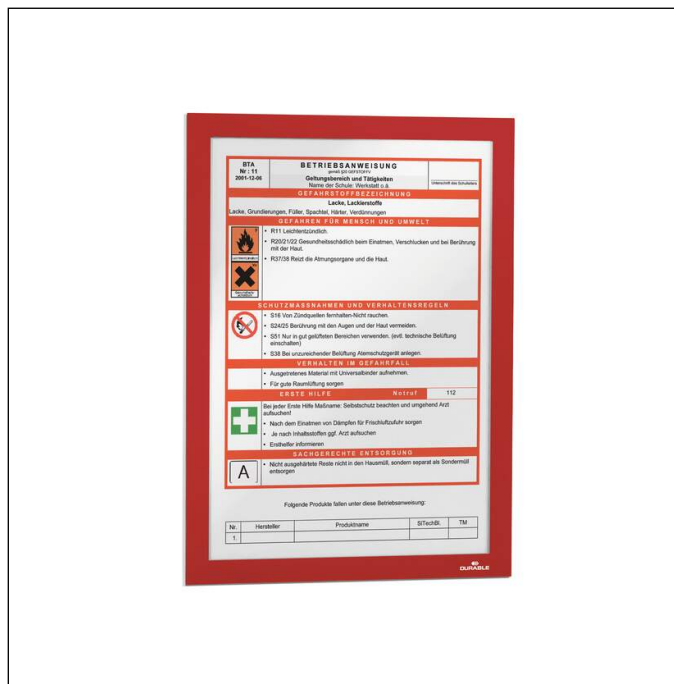 BTA
Nr : 11
2001-12-06
BETRIEBSANWEISUNG
gemäß §20 GEFSTOFFV
Geltungsbereich und Tätigkeiten
Name der Schule: Werkstatt o.ä.
Unterschrift des Schulleiters
GEFAHRSTOFFBEZEICHNUNG
Lacke, Lackierstoffe
Lacke, Grundierungen, Füller, Spachtel, Härter, Verdünnungen
GEFAHREN FÜR MENSCH UND UMWELT
• R11 Leichtentzündlich.
• R20/21/22 Gesundheitsschädlich beim Einatmen, Verschlucken und bei Berührung
mit der Haut.
• R37/38 Reizt die Atmungsorgane und die Haut.
SCHUTZMASSNAHMEN UND VERHALTENSREGELN
• S16 Von Zündquellen fernhalten-Nicht rauchen.
• S24/25 Berührung mit den Augen und der Haut vermeiden.
• S51 Nur in gut gelüfteten Bereichen verwenden. (evtl. technische Belüftung
einschalten)
• S38 Bei unzureichender Belüftung Atemschutzgerät anlegen.
VERHALTEN IM GEFAHRFALL
• Ausgetretenes Material mit Universalbinder aufnehmen.
• Für gute Raumlüftung sorgen
ERSTE HILFE Notruf 112
Bei jeder Erste Hilfe Maßname: Selbstschutz beachten und umgehend Arzt
aufsuchen!
• Nach dem Einatmen von Dämpfen für Frischluftzufuhr sorgen
• Je nach Inhaltsstoffen ggf. Arzt aufsuchen
• Ersthelfer informieren
SACHGERECHTE ENTSORGUNG
A
• Nicht ausgehärtete Reste nicht in den Hausmüll, sondern separat als Sondermüll
entsorgen
Folgende Produkte fallen unter diese Betriebsanweisung:
Nr. Hersteller Produktname SiTechBl. TM
1.
DURABLE